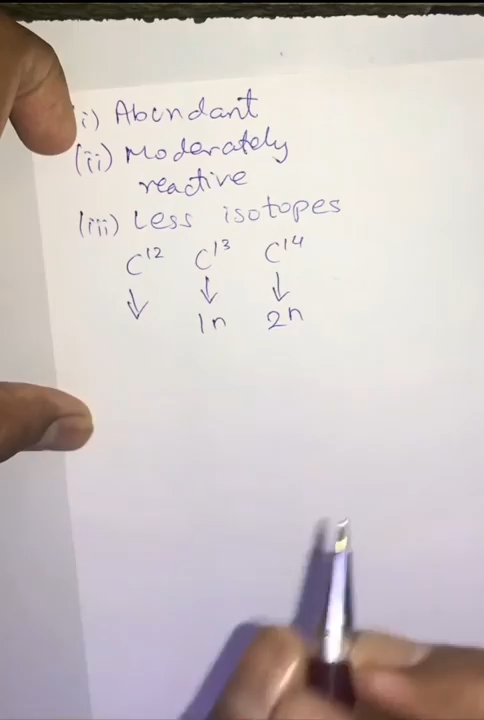 (i) Abundant
(ii) Moderately
reactive
(iii) Less isotopes
C¹² C¹³ C¹⁴
↓ ↓ ↓
1n 2n